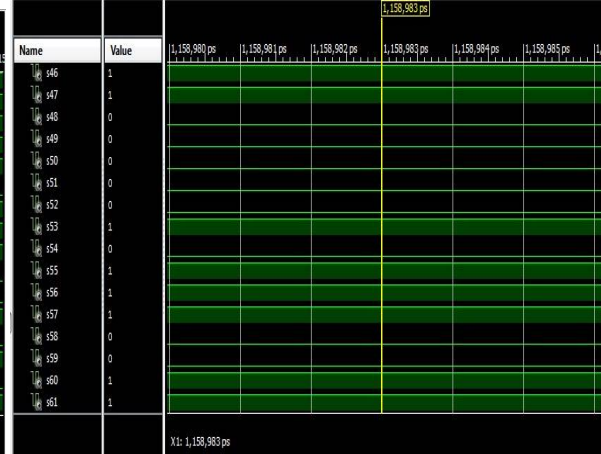 1,158,983 ps
Name Value 1,158,980 ps 1,158,981 ps 1,158,982 ps 1,158,983 ps 1,158,984 ps 1,158,985 ps
s46 1
s47 1
s48 0
s49 0
s50 0
s51 0
s52 0
s53 1
s54 0
s55 1
s56 1
s57 1
s58 0
s59 0
s60 1
s61 1
X1: 1,158,983 ps